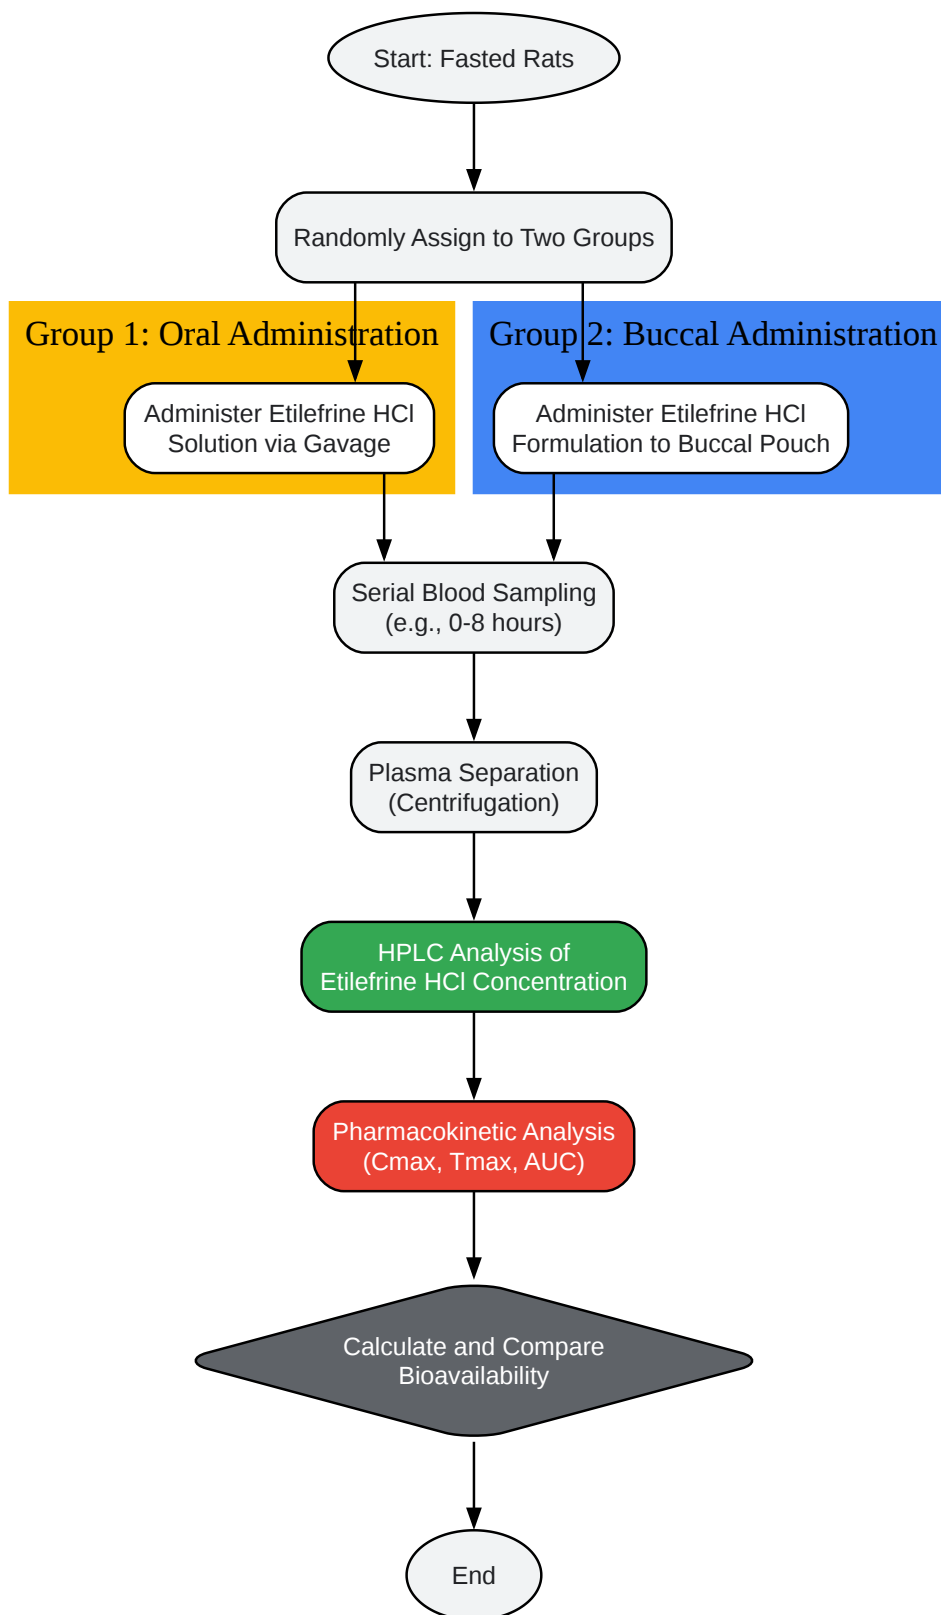 Start: Fasted Rats
Randomly Assign to Two Groups
Group 1: Oral Administration
Group 2: Buccal Administration
Administer Etilefrine HCl
Solution via Gavage
Administer Etilefrine HCl
Formulation to Buccal Pouch
Serial Blood Sampling
(e.g., 0-8 hours)
Plasma Separation
(Centrifugation)
HPLC Analysis of
Etilefrine HCl Concentration
Pharmacokinetic Analysis
(Cmax, Tmax, AUC)
Calculate and Compare
Bioavailability
End